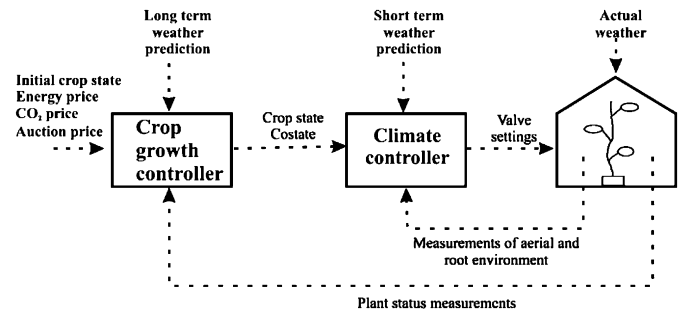 Long term
weather
prediction
Short term
weather
prediction
Actual
weather
Initial crop state
Energy price
CO₂ price
Auction price
Crop
growth
controller
Crop state
Costate
Climate
controller
Valve
settings
Measurements of aerial and
root environment
Plant status measurements